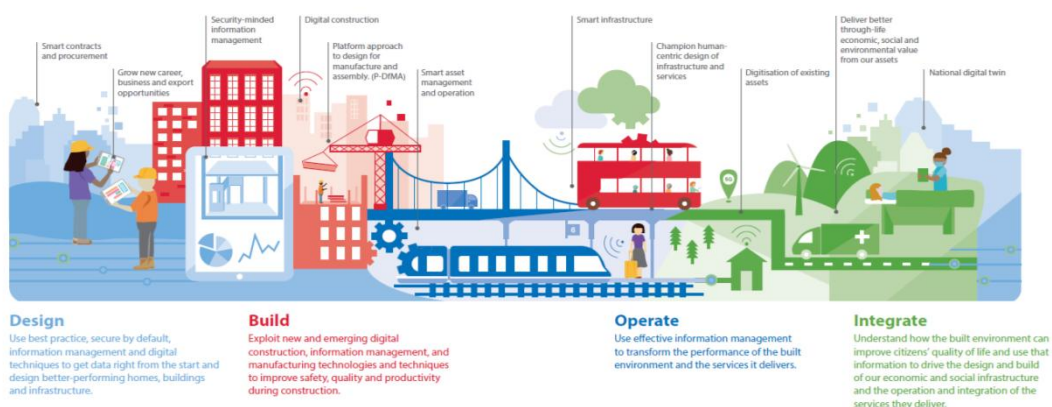 Smart contracts
and procurement
Grow new career,
business and export
opportunities
Security-minded
information
management
Digital construction
Platform approach
to design for
manufacture and
assembly. (P-DfMA)
Smart asset
management
and operation
Smart infrastructure
Champion human-
centric design of
infrastructure and
services
Digitisation of existing
assets
Deliver better
through-life
economic, social and
environmental value
from our assets
National digital twin
Design
Use best practice, secure by default,
information management and digital
techniques to get data right from the start and
design better-performing homes, buildings
and infrastructure.
Build
Exploit new and emerging digital
construction, information management, and
manufacturing technologies and techniques
to improve safety, quality and productivity
during construction.
Operate
Use effective information management
to transform the performance of the built
environment and the services it delivers.
Integrate
Understand how the built environment can
improve citizens' quality of life and use that
information to drive the design and build
of our economic and social infrastructure
and the operation and integration of the
services they deliver.